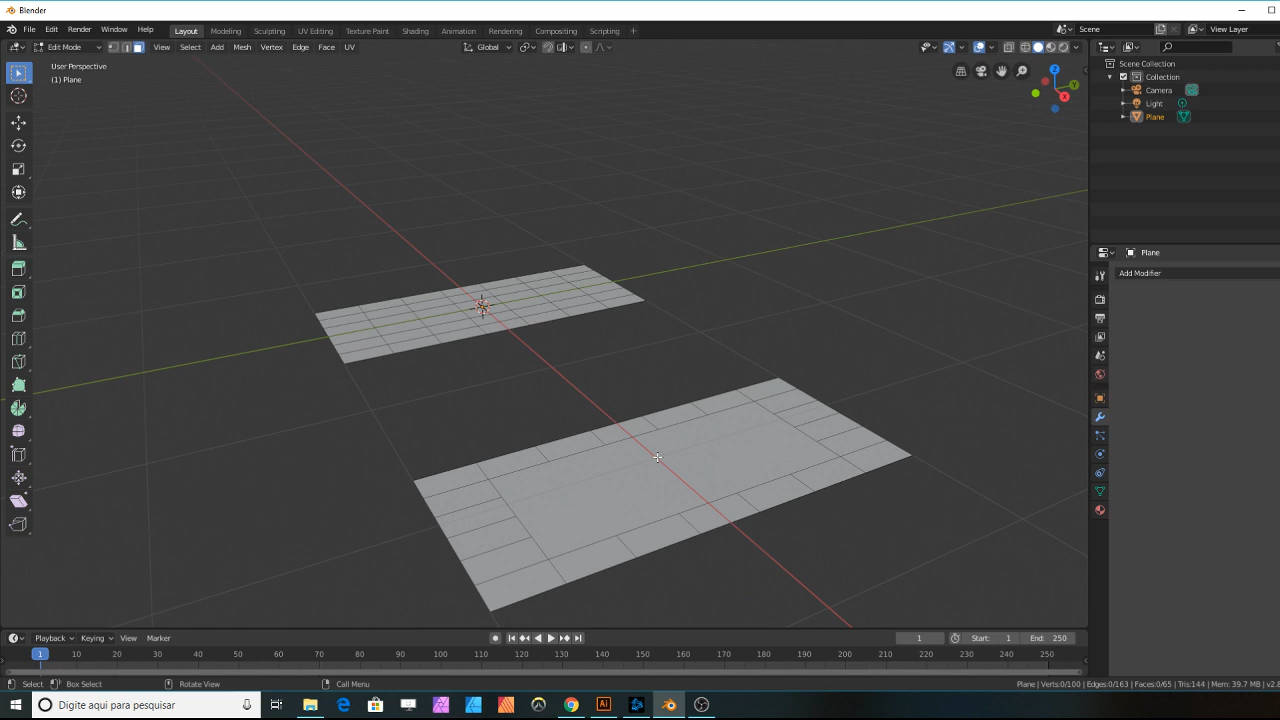 Blender
File Edit Render Window Help Layout Modeling Sculpting UV Editing Texture Paint Shading Animation Rendering Compositing Scripting Scene View Layer
Edit Mode View Select Add Mesh Vertex Edge Face UV Global
User Perspective
(1) Plane
Z
Y
X
Scene Collection
Collection
Camera
Light
Plane
Plane
Add Modifier
Playback Keying View Marker 1 Start: 1 End: 250
1 10 20 30 40 50 60 70 80 90 100 110 120 130 140 150 160 170 180 190 200 210 220 230 240 250
Select Box Select Rotate View Call Menu Plane | Verts:0/100 | Edges:0/163 | Faces:0/65 | Tris:144 | Mem: 39.7 MB | v2.8
Digite aqui para pesquisar Ai